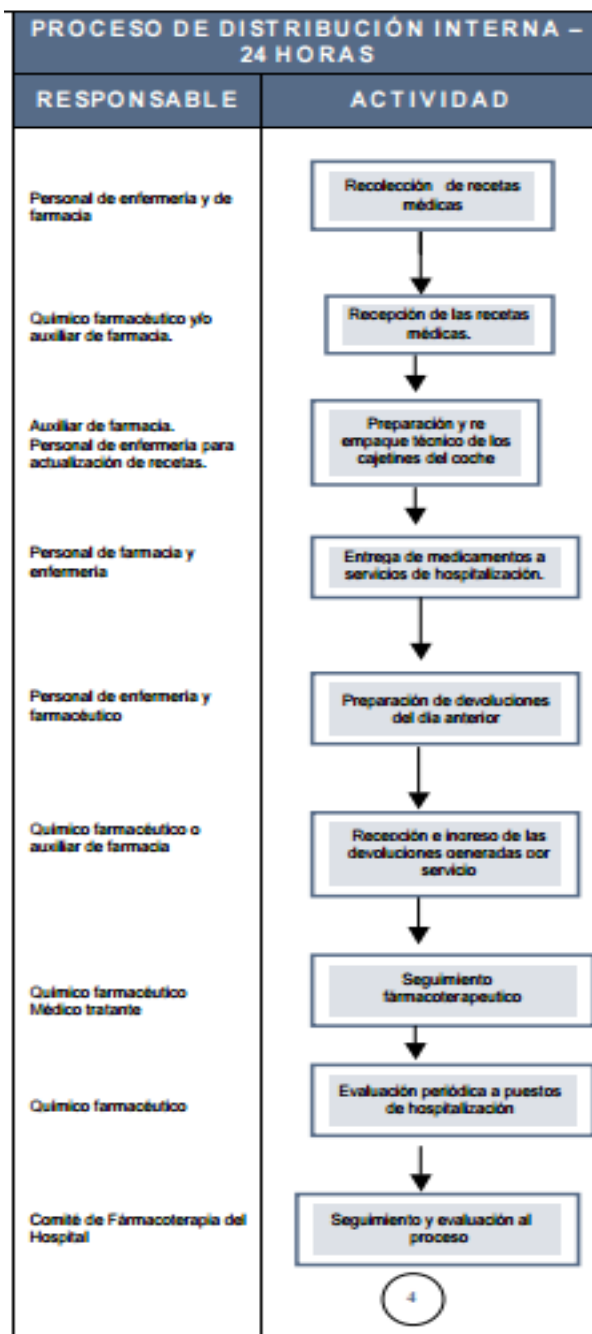 PROCESO DE DISTRIBUCIÓN INTERNA –
24 HORAS
RESPONSABLE
ACTIVIDAD
Personal de enfermería y de
farmacia
Recolección de recetas
médicas
Químico farmacéutico y/o
auxiliar de farmacia.
Recepción de las recetas
médicas.
Auxiliar de farmacia.
Personal de enfermería para
actualización de recetas.
Preparación y re
empaque técnico de los
cajetines del coche
Personal de farmacia y
enfermería
Entrega de medicamentos a
servicios de hospitalización.
Personal de enfermería y
farmacéutico
Preparación de devoluciones
del día anterior
Químico farmacéutico o
auxiliar de farmacia
Recepción e ingreso de las
devoluciones generadas por
servicio
Químico farmacéutico
Médico tratante
Seguimiento
fármacoterapeutico
Químico farmacéutico
Evaluación periódica a puestos
de hospitalización
Comité de Fármacoterapia del
Hospital
Seguimiento y evaluación al
proceso
4